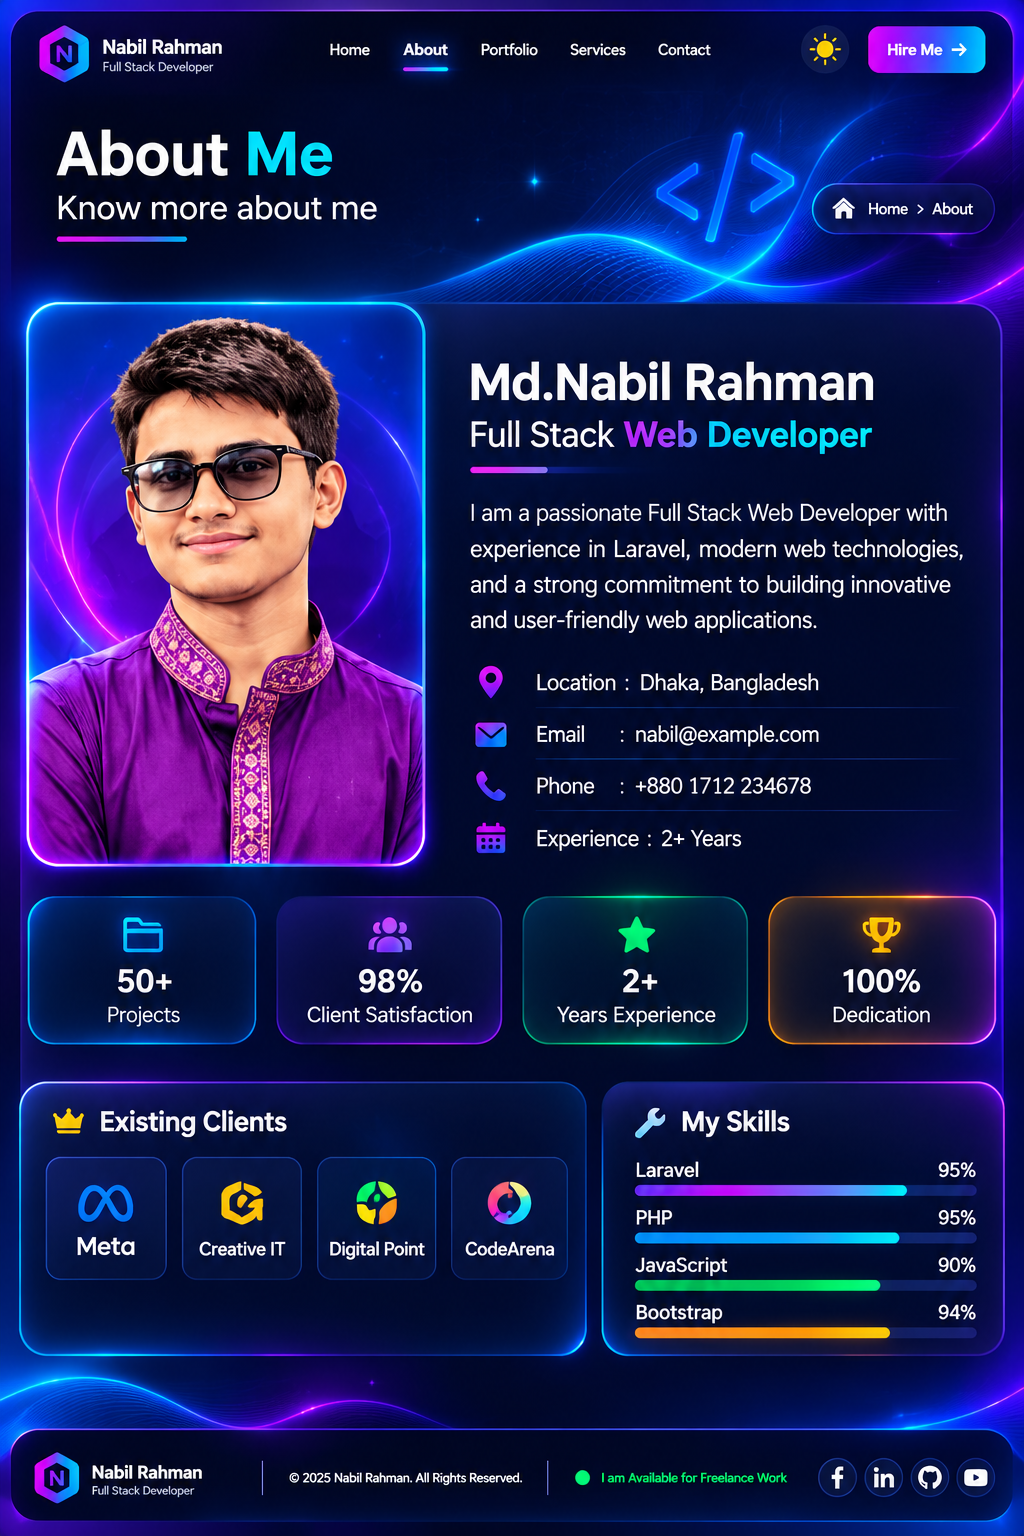 N
Nabil Rahman
Full Stack Developer
Home
About
Portfolio
Services
Contact
Hire Me →
About Me
Know more about me
</>
Home > About
Md.Nabil Rahman
Full Stack Web Developer
I am a passionate Full Stack Web Developer with
experience in Laravel, modern web technologies,
and a strong commitment to building innovative
and user-friendly web applications.
Location : Dhaka, Bangladesh
Email : nabil@example.com
Phone : +880 1712 234678
Experience : 2+ Years
50+
Projects
98%
Client Satisfaction
2+
Years Experience
100%
Dedication
Existing Clients
Meta
Creative IT
Digital Point
CodeArena
My Skills
Laravel 95%
PHP 95%
JavaScript 90%
Bootstrap 94%
N
Nabil Rahman
Full Stack Developer
© 2025 Nabil Rahman. All Rights Reserved.
I am Available for Freelance Work
f
in